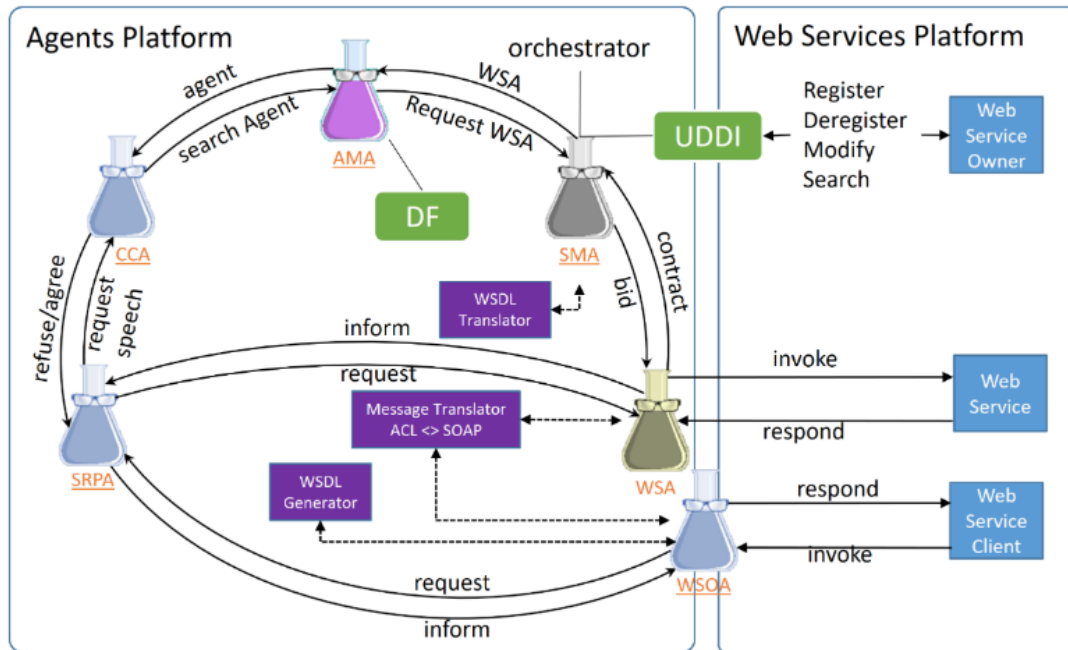 Agents Platform
Web Services Platform
orchestrator
agent
search Agent
WSA
Request WSA
AMA
DF
UDDI
Register
Deregister
Modify
Search
Web
Service
Owner
CCA
SMA
refuse/agree
request
speech
WSDL
Translator
bid
contract
inform
request
Message Translator
ACL <> SOAP
invoke
respond
Web
Service
SRPA
WSA
WSDL
Generator
respond
invoke
Web
Service
Client
WSOA
request
inform